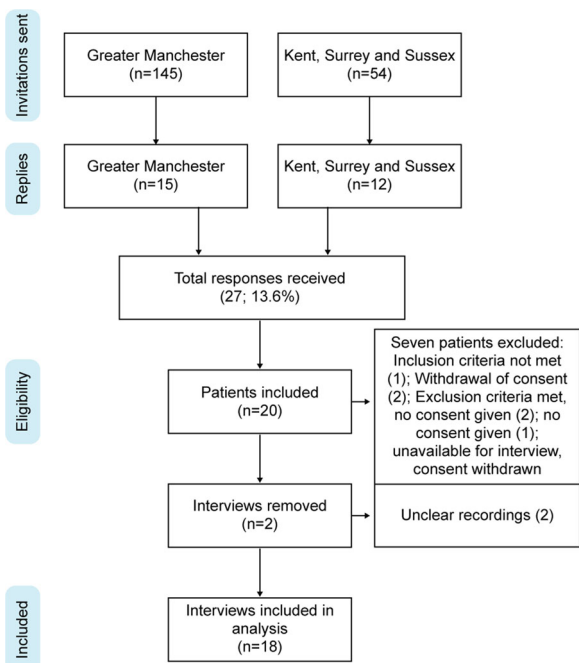 Invitations sent
Greater Manchester
(n=145)
Kent, Surrey and Sussex
(n=54)
Replies
Greater Manchester
(n=15)
Kent, Surrey and Sussex
(n=12)
Total responses received
(27; 13.6%)
Eligibility
Patients included
(n=20)
Seven patients excluded:
Inclusion criteria not met
(1); Withdrawal of consent
(2); Exclusion criteria met,
no consent given (2); no
consent given (1);
unavailable for interview,
consent withdrawn
Interviews removed
(n=2)
Unclear recordings (2)
Included
Interviews included in
analysis
(n=18)